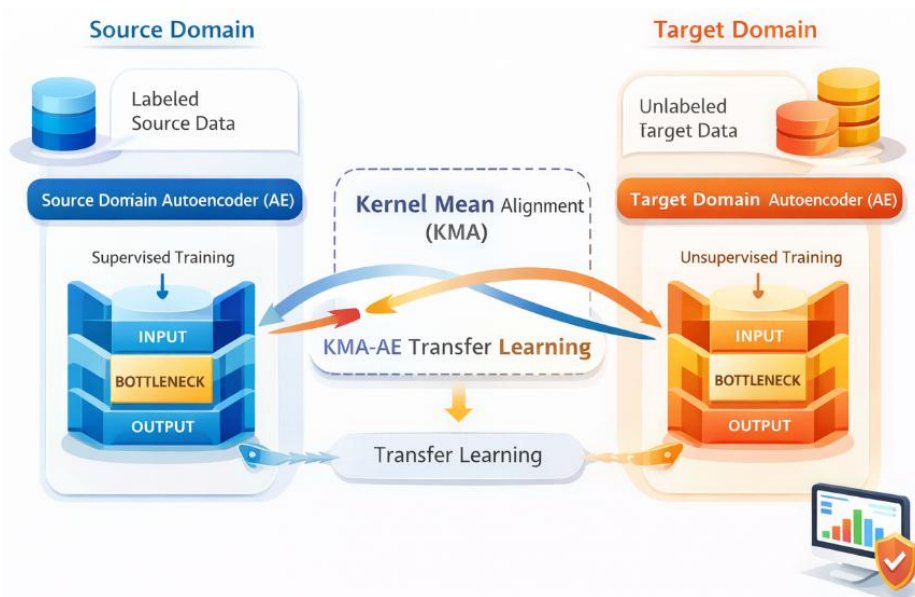 Source Domain
Target Domain
Labeled
Source Data
Unlabeled
Target Data
Source Domain Autoencoder (AE)
Kernel Mean Alignment
(KMA)
Target Domain Autoencoder (AE)
Supervised Training
Unsupervised Training
INPUT
BOTTLENECK
OUTPUT
KMA-AE Transfer Learning
INPUT
BOTTLENECK
OUTPUT
Transfer Learning